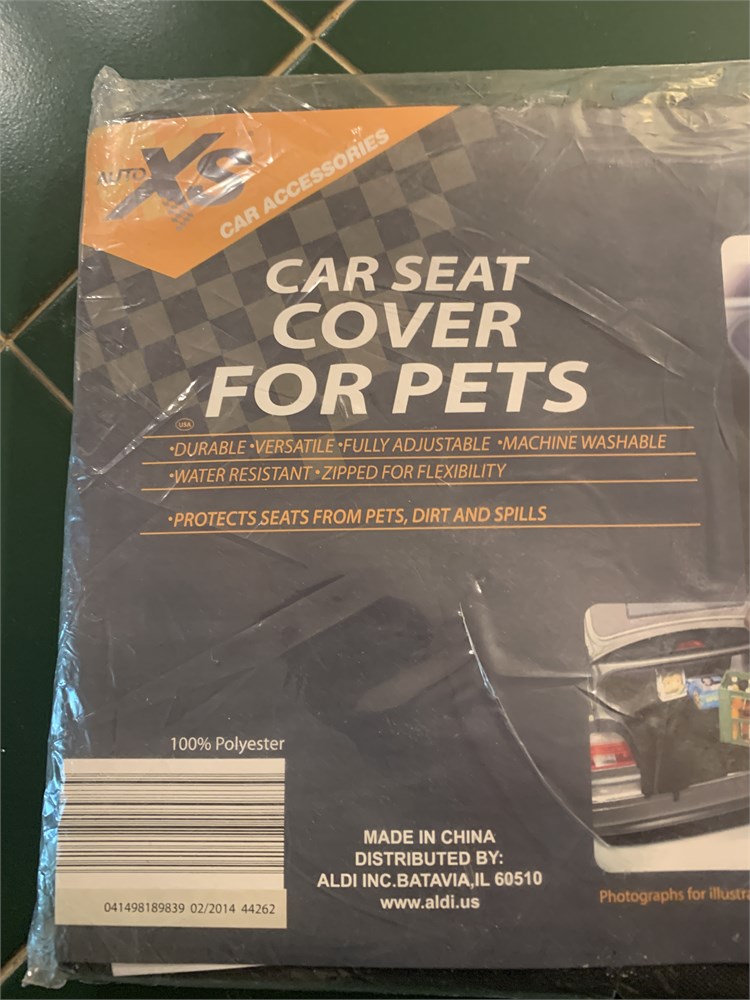 AUTO XS
CAR ACCESSORIES
CAR SEAT
COVER
FOR PETS
USA
•DURABLE •VERSATILE •FULLY ADJUSTABLE •MACHINE WASHABLE
•WATER RESISTANT •ZIPPED FOR FLEXIBILITY
•PROTECTS SEATS FROM PETS, DIRT AND SPILLS
100% Polyester
041498189839 02/2014 44262
MADE IN CHINA
DISTRIBUTED BY:
ALDI INC.BATAVIA,IL 60510
www.aldi.us
Photographs for